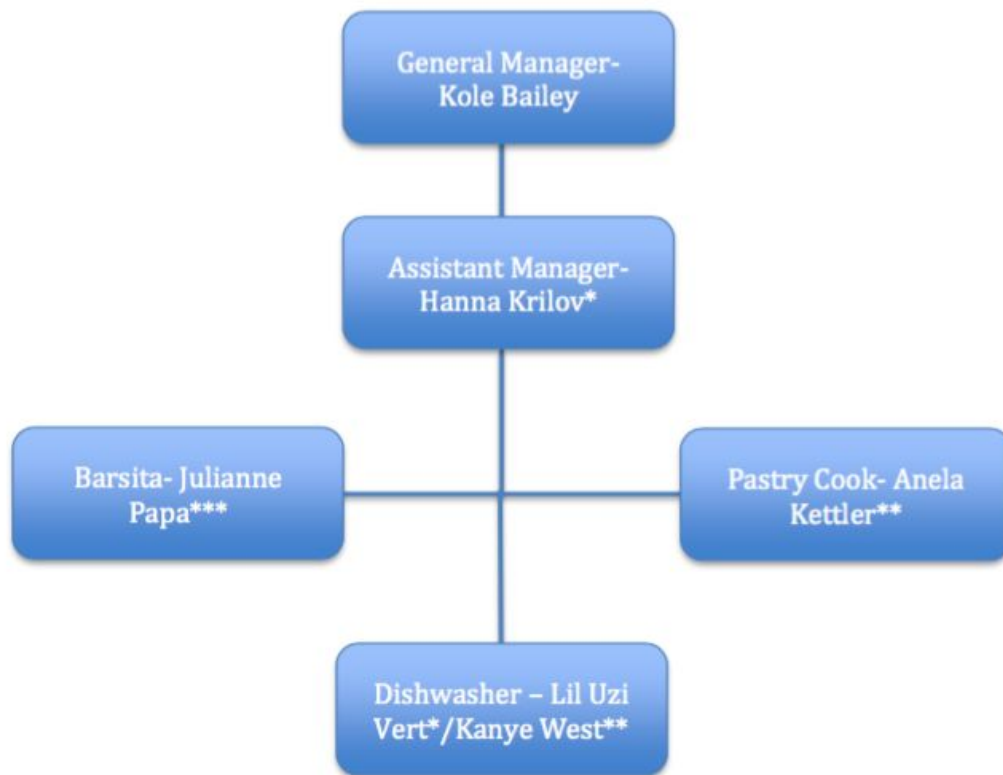 General Manager-
Kole Bailey
Assistant Manager-
Hanna Krilov*
Barsita- Julianne
Papa***
Pastry Cook- Anela
Kettler**
Dishwasher – Lil Uzi
Vert*/Kanye West**